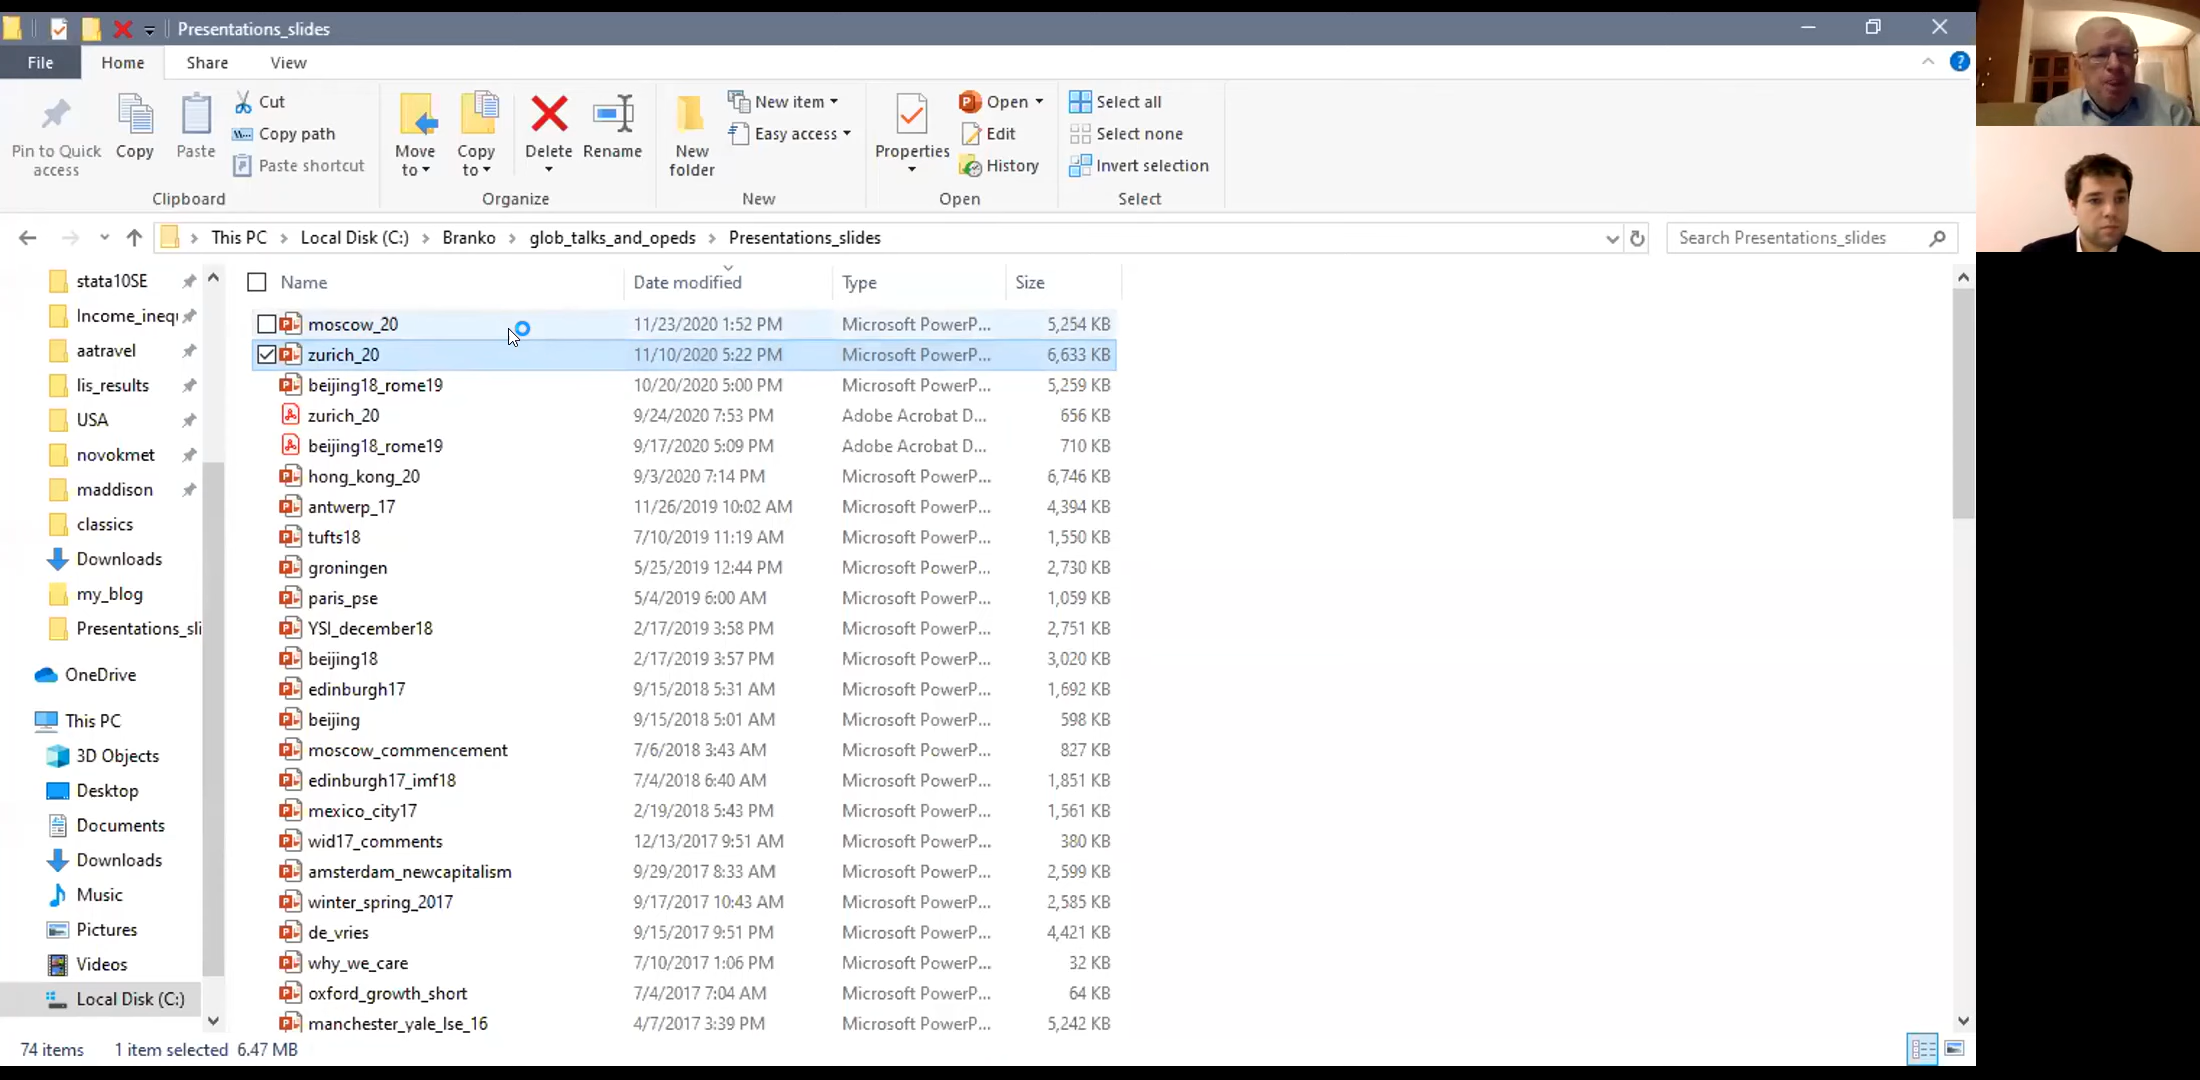 Presentations_slides
File Home Share View
Pin to Quick access
Copy
Paste
Cut
Copy path
Paste shortcut
Clipboard
Move to
Copy to
Delete
Rename
Organize
New folder
New item
Easy access
New
Properties
Open
Edit
History
Open
Select all
Select none
Invert selection
Select
This PC > Local Disk (C:) > Branko > glob_talks_and_opeds > Presentations_slides
Search Presentations_slides
stata10SE
Income_inequ
aatravel
lis_results
USA
novokmet
maddison
classics
Downloads
my_blog
Presentations_sli
OneDrive
This PC
3D Objects
Desktop
Documents
Downloads
Music
Pictures
Videos
Local Disk (C:)
Name Date modified Type Size
moscow_20 11/23/2020 1:52 PM Microsoft PowerP... 5,254 KB
zurich_20 11/10/2020 5:22 PM Microsoft PowerP... 6,633 KB
beijing18_rome19 10/20/2020 5:00 PM Microsoft PowerP... 5,259 KB
zurich_20 9/24/2020 7:53 PM Adobe Acrobat D... 656 KB
beijing18_rome19 9/17/2020 5:09 PM Adobe Acrobat D... 710 KB
hong_kong_20 9/3/2020 7:14 PM Microsoft PowerP... 6,746 KB
antwerp_17 11/26/2019 10:02 AM Microsoft PowerP... 4,394 KB
tufts18 7/10/2019 11:19 AM Microsoft PowerP... 1,550 KB
groningen 5/25/2019 12:44 PM Microsoft PowerP... 2,730 KB
paris_pse 5/4/2019 6:00 AM Microsoft PowerP... 1,059 KB
YSI_december18 2/17/2019 3:58 PM Microsoft PowerP... 2,751 KB
beijing18 2/17/2019 3:57 PM Microsoft PowerP... 3,020 KB
edinburgh17 9/15/2018 5:31 AM Microsoft PowerP... 1,692 KB
beijing 9/15/2018 5:01 AM Microsoft PowerP... 598 KB
moscow_commencement 7/6/2018 3:43 AM Microsoft PowerP... 827 KB
edinburgh17_imf18 7/4/2018 6:40 AM Microsoft PowerP... 1,851 KB
mexico_city17 2/19/2018 5:43 PM Microsoft PowerP... 1,561 KB
wid17_comments 12/13/2017 9:51 AM Microsoft PowerP... 380 KB
amsterdam_newcapitalism 9/29/2017 8:33 AM Microsoft PowerP... 2,599 KB
winter_spring_2017 9/17/2017 10:43 AM Microsoft PowerP... 2,585 KB
de_vries 9/15/2017 9:51 PM Microsoft PowerP... 4,421 KB
why_we_care 7/10/2017 1:06 PM Microsoft PowerP... 32 KB
oxford_growth_short 7/4/2017 7:04 AM Microsoft PowerP... 64 KB
manchester_yale_lse_16 4/7/2017 3:39 PM Microsoft PowerP... 5,242 KB
74 items 1 item selected 6.47 MB